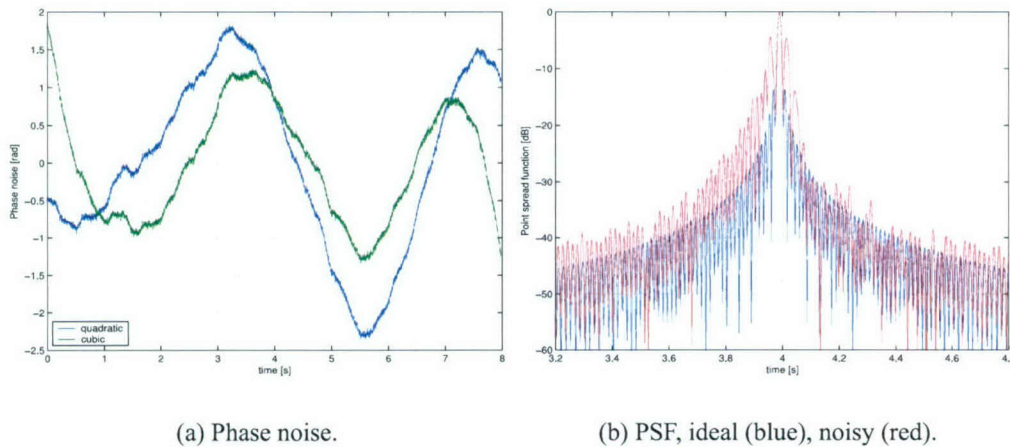 2
1.5
1
0.5
0
-0.5
-1
-1.5
-2
-2.5
Phase noise [rad]
quadratic
cubic
0 1 2 3 4 5 6 7 8
time [s]
(a) Phase noise.
0
-10
-20
-30
-40
-50
-60
Point spread function [dB]
3.2 3.4 3.6 3.8 4 4.2 4.4 4.6 4.
time [s]
(b) PSF, ideal (blue), noisy (red).